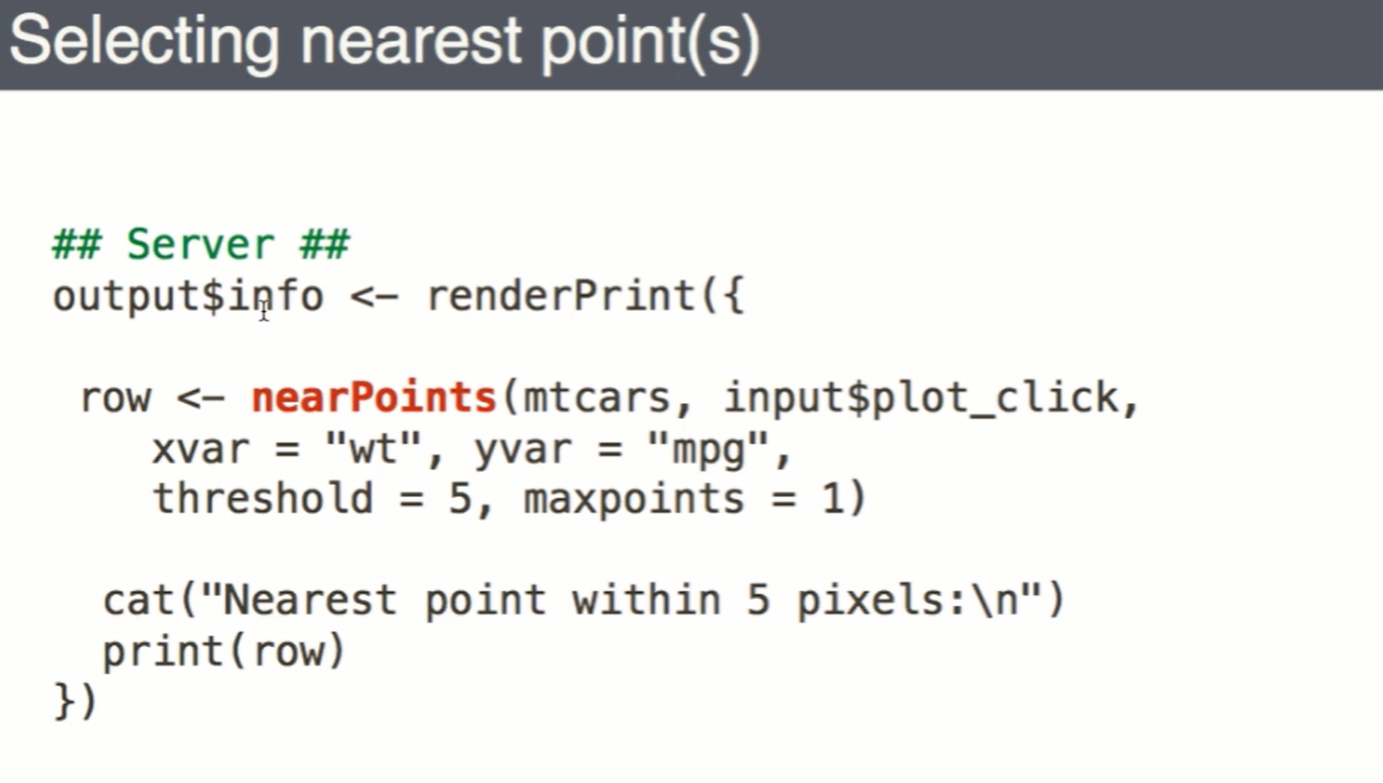 Selecting nearest point(s)
## Server ##
output$info <- renderPrint({
row <- nearPoints(mtcars, input$plot_click,
xvar = "wt", yvar = "mpg",
threshold = 5, maxpoints = 1)
cat("Nearest point within 5 pixels:\n")
print(row)
})